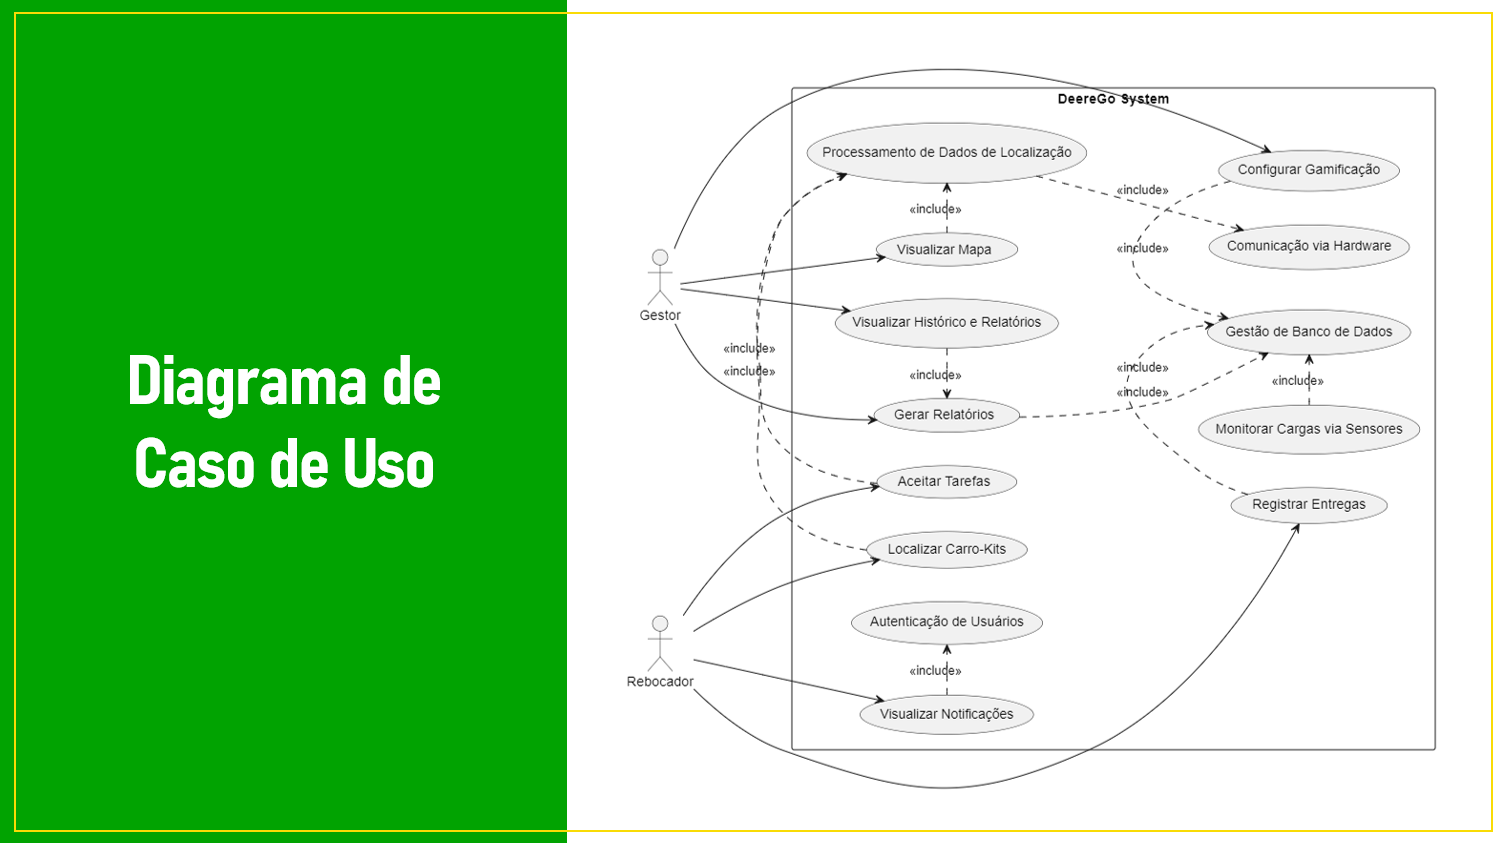 Diagrama de
Caso de Uso
DeereGo System
Processamento de Dados de Localização
Configurar Gamificação
«include»
«include»
Visualizar Mapa
«include»
Comunicação via Hardware
Gestor
Visualizar Histórico e Relatórios
Gestão de Banco de Dados
«include»
«include»
«include»
«include»
«include»
«include»
Gerar Relatórios
Monitorar Cargas via Sensores
Aceitar Tarefas
Registrar Entregas
Localizar Carro-Kits
Autenticação de Usuários
«include»
Rebocador
Visualizar Notificações